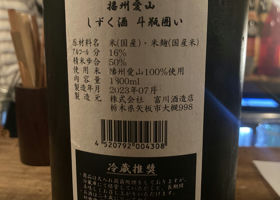 播州愛山
しずく酒 斗瓶囲い
原材料名 米(国産)・米麹(国産米)
アルコール分 16%
精米歩合 50%
使用米 播州愛山100%使用
内容量 1800ml
製造年月 2023年07月
製造元 株式会社 富川酒造店
栃木県矢板市大槻998
4520792004308
冷蔵推奨